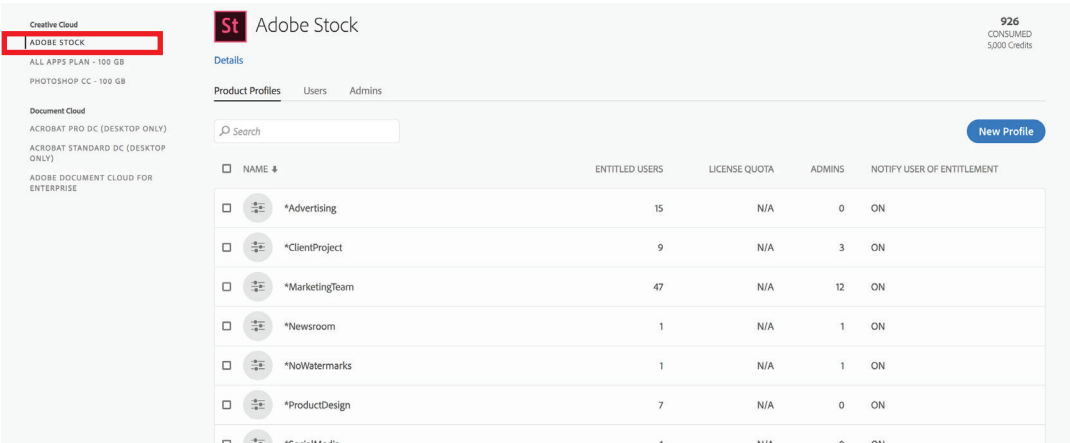 Creative Cloud
ADOBE STOCK
ALL APPS PLAN - 100 GB
PHOTOSHOP CC - 100 GB
Document Cloud
ACROBAT PRO DC (DESKTOP ONLY)
ACROBAT STANDARD DC (DESKTOP
ONLY)
ADOBE DOCUMENT CLOUD FOR
ENTERPRISE
St Adobe Stock
926
CONSUMED
5,000 Credits
Details
Product Profiles Users Admins
Search
New Profile
NAME ENTITLED USERS LICENSE QUOTA ADMINS NOTIFY USER OF ENTITLEMENT
*Advertising 15 N/A 0 ON
*ClientProject 9 N/A 3 ON
*MarketingTeam 47 N/A 12 ON
*Newsroom 1 N/A 1 ON
*NoWatermarks 1 N/A 1 ON
*ProductDesign 7 N/A 0 ON
*SocialMedia N/A ON